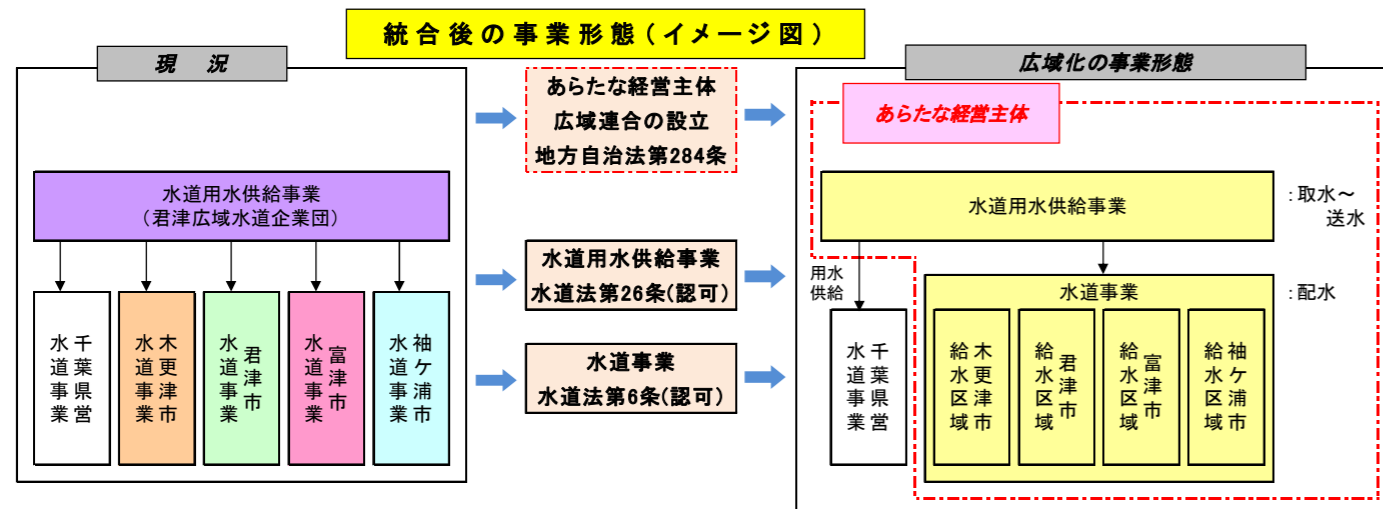 統合後の事業形態（イメージ図）
現 況
水道用水供給事業
（君津広域水道企業団）
千葉県営
水道事業
木更津市
水道事業
君津市
水道事業
富津市
水道事業
袖ケ浦市
水道事業
あらたな経営主体
広域連合の設立
地方自治法第284条
水道用水供給事業
水道法第26条(認可)
水道事業
水道法第6条(認可)
広域化の事業形態
あらたな経営主体
水道用水供給事業
：取水～
送水
用水
供給
千葉県営
水道事業
水道事業
：配水
木更津市
給水区域
君津市
給水区域
富津市
給水区域
袖ケ浦市
給水区域